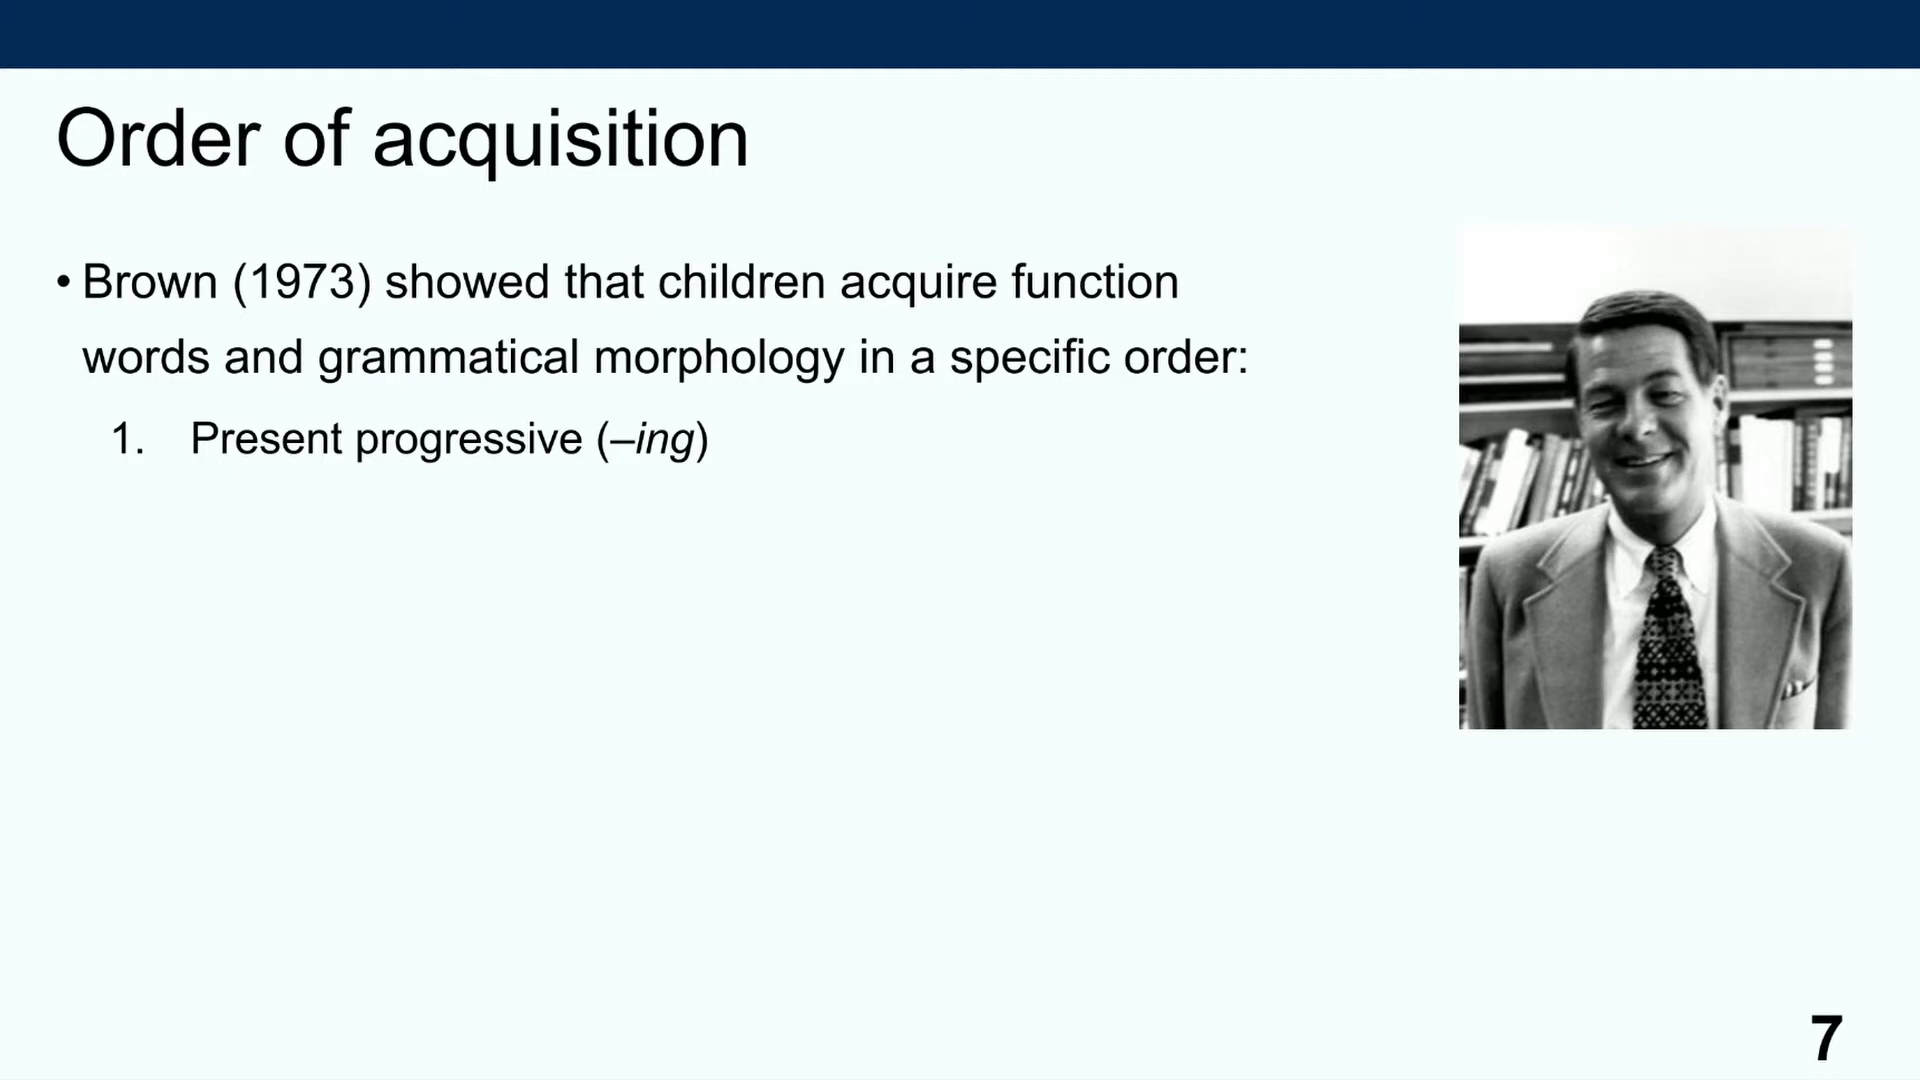 Order of acquisition
• Brown (1973) showed that children acquire function
words and grammatical morphology in a specific order:
1. Present progressive (–ing)
7